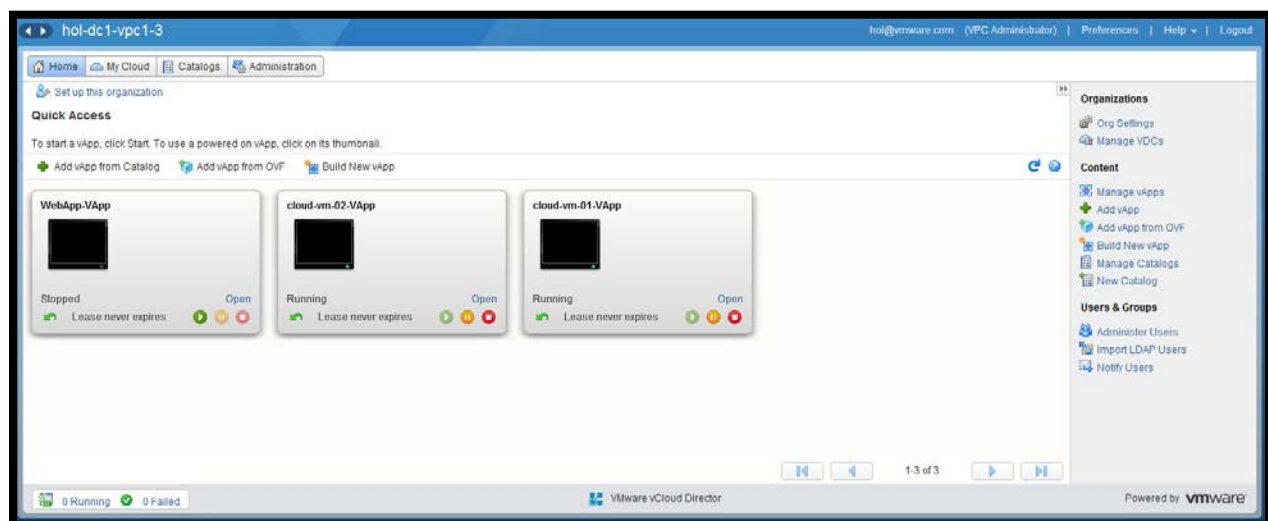 hol-dc1-vpc1-3
hol@vmware.com (VPC Administrator) | Preferences | Help | Logout
Home My Cloud Catalogs Administration
Set up this organization
Quick Access
To start a vApp, click Start. To use a powered on vApp, click on its thumbnail.
Add vApp from Catalog Add vApp from OVF Build New vApp
WebApp-VApp
Stopped Open
Lease never expires
cloud-vm-02-VApp
Running Open
Lease never expires
cloud-vm-01-VApp
Running Open
Lease never expires
1-3 of 3
Organizations
Org Settings
Manage VDCs
Content
Manage vApps
Add vApp
Add vApp from OVF
Build New vApp
Manage Catalogs
New Catalog
Users & Groups
Administer Users
Import LDAP Users
Notify Users
0 Running 0 Failed
VMware vCloud Director
Powered by vmware